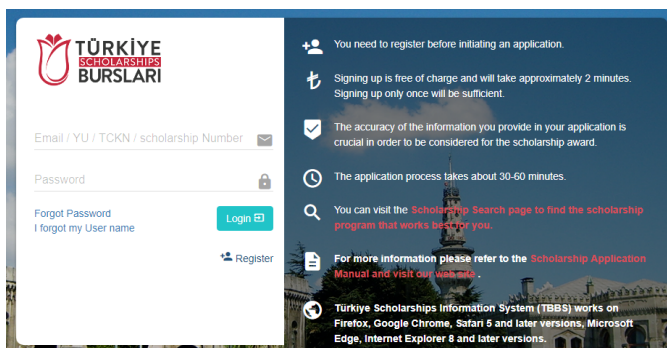 TÜRKİYE
SCHOLARSHIPS
BURSLARI
Email / YU / TCKN / scholarship Number
Password
Forgot Password
I forgot my User name
Login
Register
You need to register before initiating an application.
Signing up is free of charge and will take approximately 2 minutes.
Signing up only once will be sufficient.
The accuracy of the information you provide in your application is
crucial in order to be considered for the scholarship award.
The application process takes about 30-60 minutes.
You can visit the Scholarship Search page to find the scholarship
program that works best for you.
For more information please refer to the Scholarship Application
Manual and visit our web site .
Türkiye Scholarships Information System (TBBS) works on
Firefox, Google Chrome, Safari 5 and later versions, Microsoft
Edge, Internet Explorer 8 and later versions.